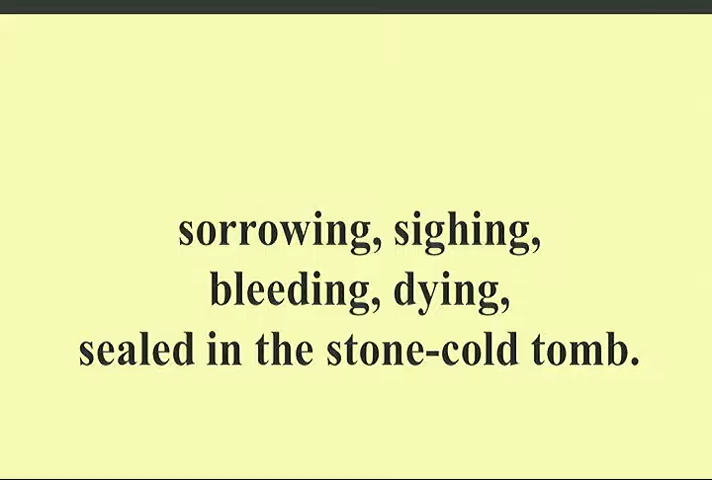 sorrowing, sighing,
bleeding, dying,
sealed in the stone-cold tomb.